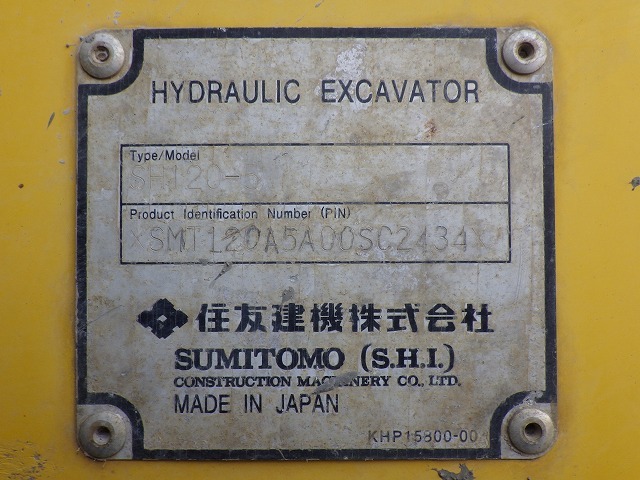 HYDRAULIC EXCAVATOR
Type/Model
SH120-5
Product Identification Number (PIN)
*SMT120A5A00SC2434*
住友建機株式会社
SUMITOMO (S.H.I.)
CONSTRUCTION MACHINERY CO., LTD.
MADE IN JAPAN
KHP15800-00